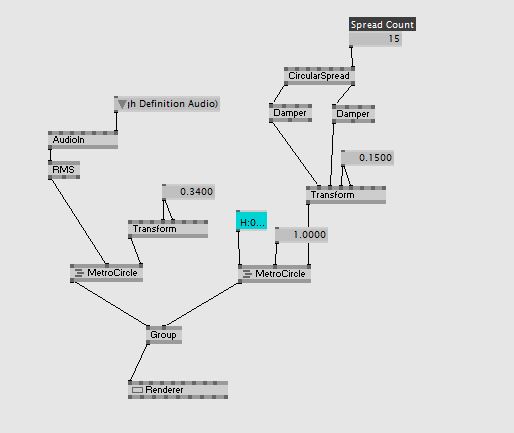 Spread Count
15
CircularSpread
gh Definition Audio)
Damper
Damper
AudioIn
0.1500
RMS
0.3400
Transform
H:0...
Transform
1.0000
MetroCircle
MetroCircle
Group
Renderer